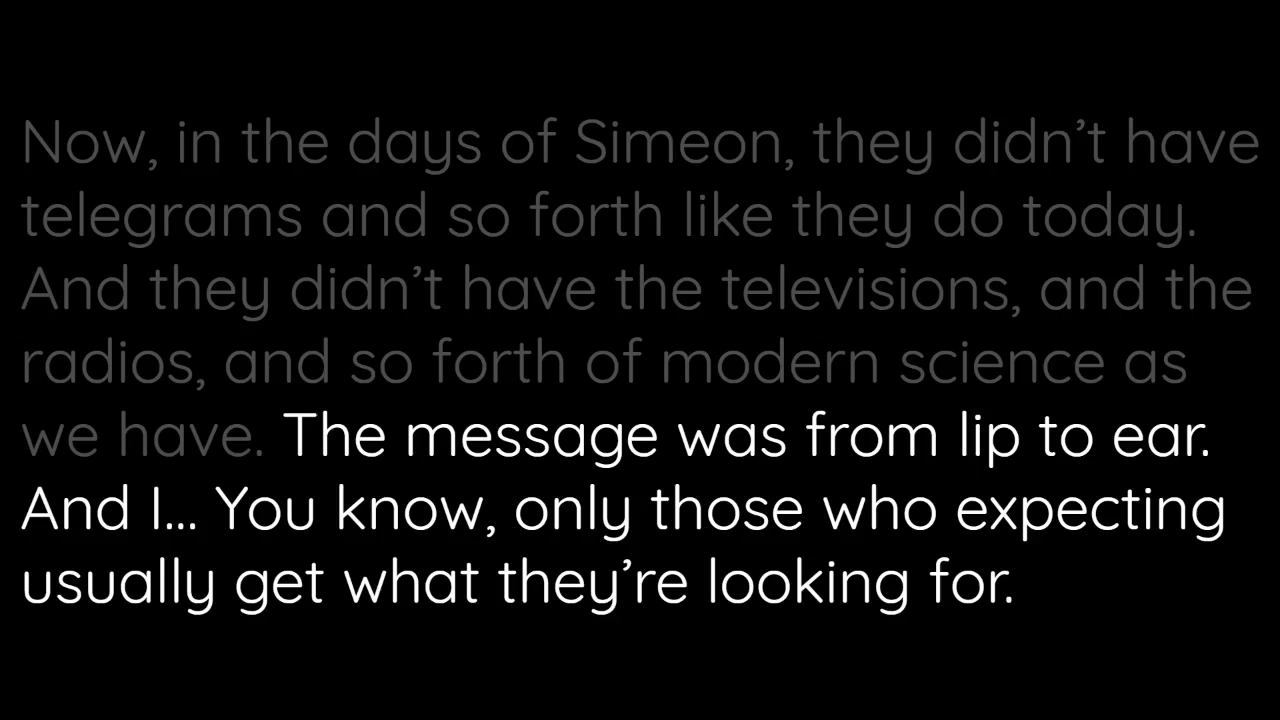 Now, in the days of Simeon, they didn’t have
telegrams and so forth like they do today.
And they didn’t have the televisions, and the
radios, and so forth of modern science as
we have. The message was from lip to ear.
And I... You know, only those who expecting
usually get what they’re looking for.